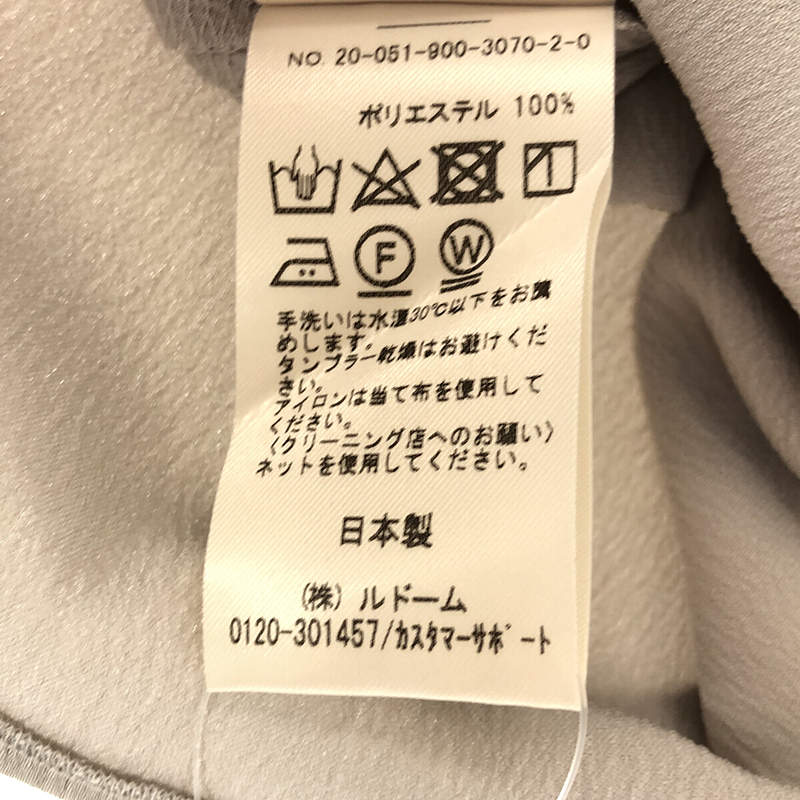 NO. 20-051-900-3070-2-0
ポリエステル 100%
F W
手洗いは水温30℃以下をお薦
めします。
タンブラー乾燥はお避けくだ
さい。
アイロンは当て布を使用して
ください。
〈クリーニング店へのお願い〉
ネットを使用してください。
日本製
(株) ルドーム
0120-301457/カスタマーサポート